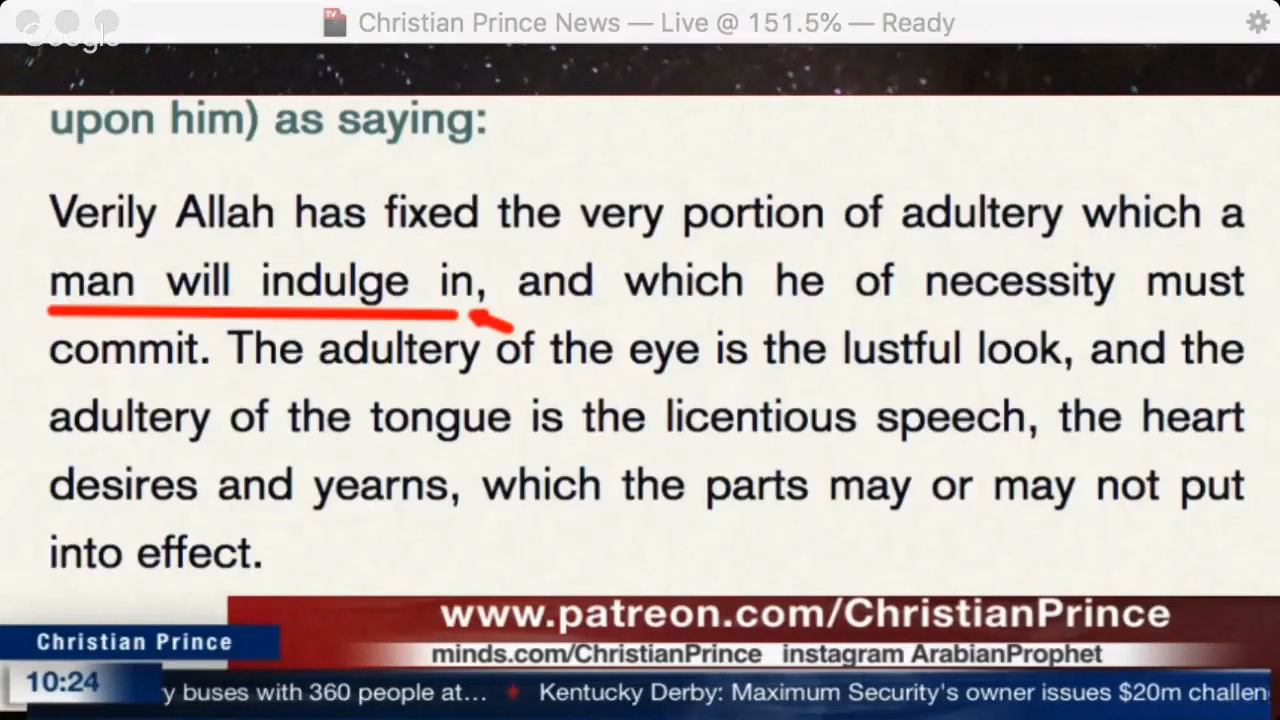 Christian Prince News — Live @ 151.5% — Ready
Google
upon him) as saying:
Verily Allah has fixed the very portion of adultery which a
man will indulge in, and which he of necessity must
commit. The adultery of the eye is the lustful look, and the
adultery of the tongue is the licentious speech, the heart
desires and yearns, which the parts may or may not put
into effect.
www.patreon.com/ChristianPrince
Christian Prince
minds.com/ChristianPrince instagram ArabianProphet
10:24
y buses with 360 people at... Kentucky Derby: Maximum Security's owner issues $20m challen